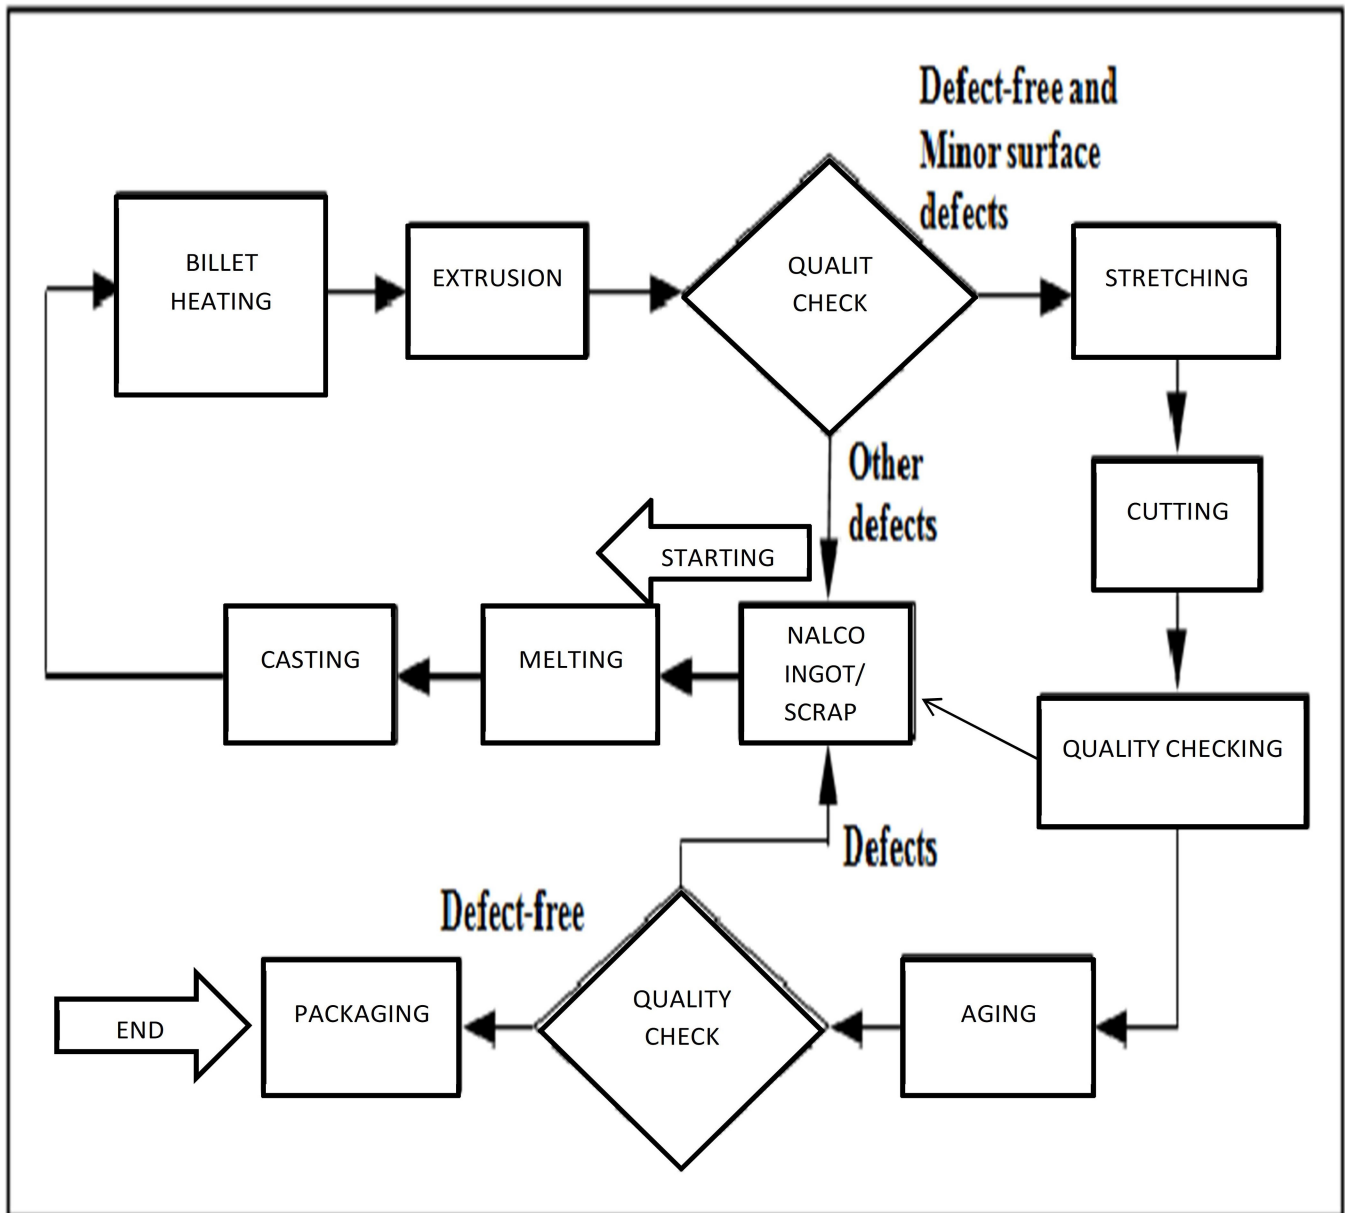 Defect-free and
Minor surface
defects
BILLET
HEATING
EXTRUSION
QUALIT
CHECK
STRETCHING
Other
defects
CUTTING
STARTING
CASTING
MELTING
NALCO
INGOT/
SCRAP
QUALITY CHECKING
Defects
Defect-free
END
PACKAGING
QUALITY
CHECK
AGING